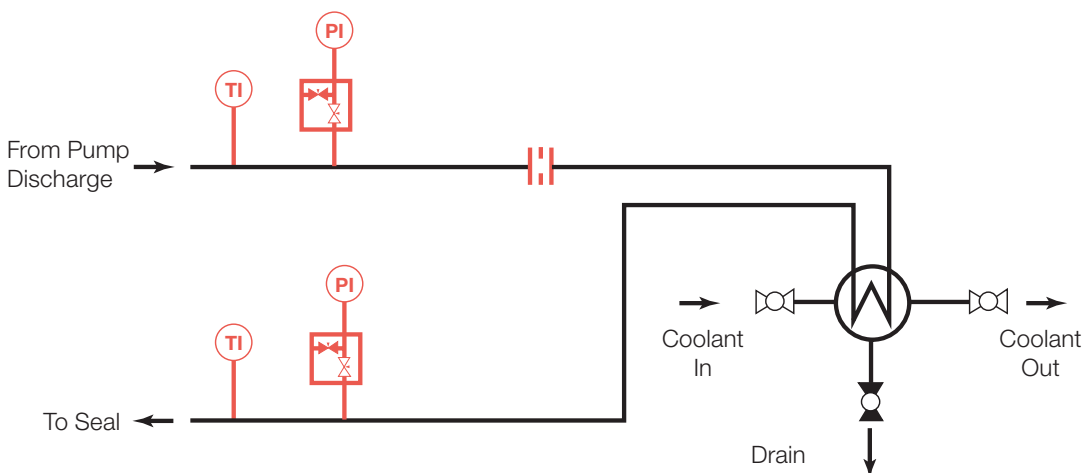 PI
TI
From Pump
Discharge
PI
TI
Coolant
In
Coolant
Out
To Seal
Drain